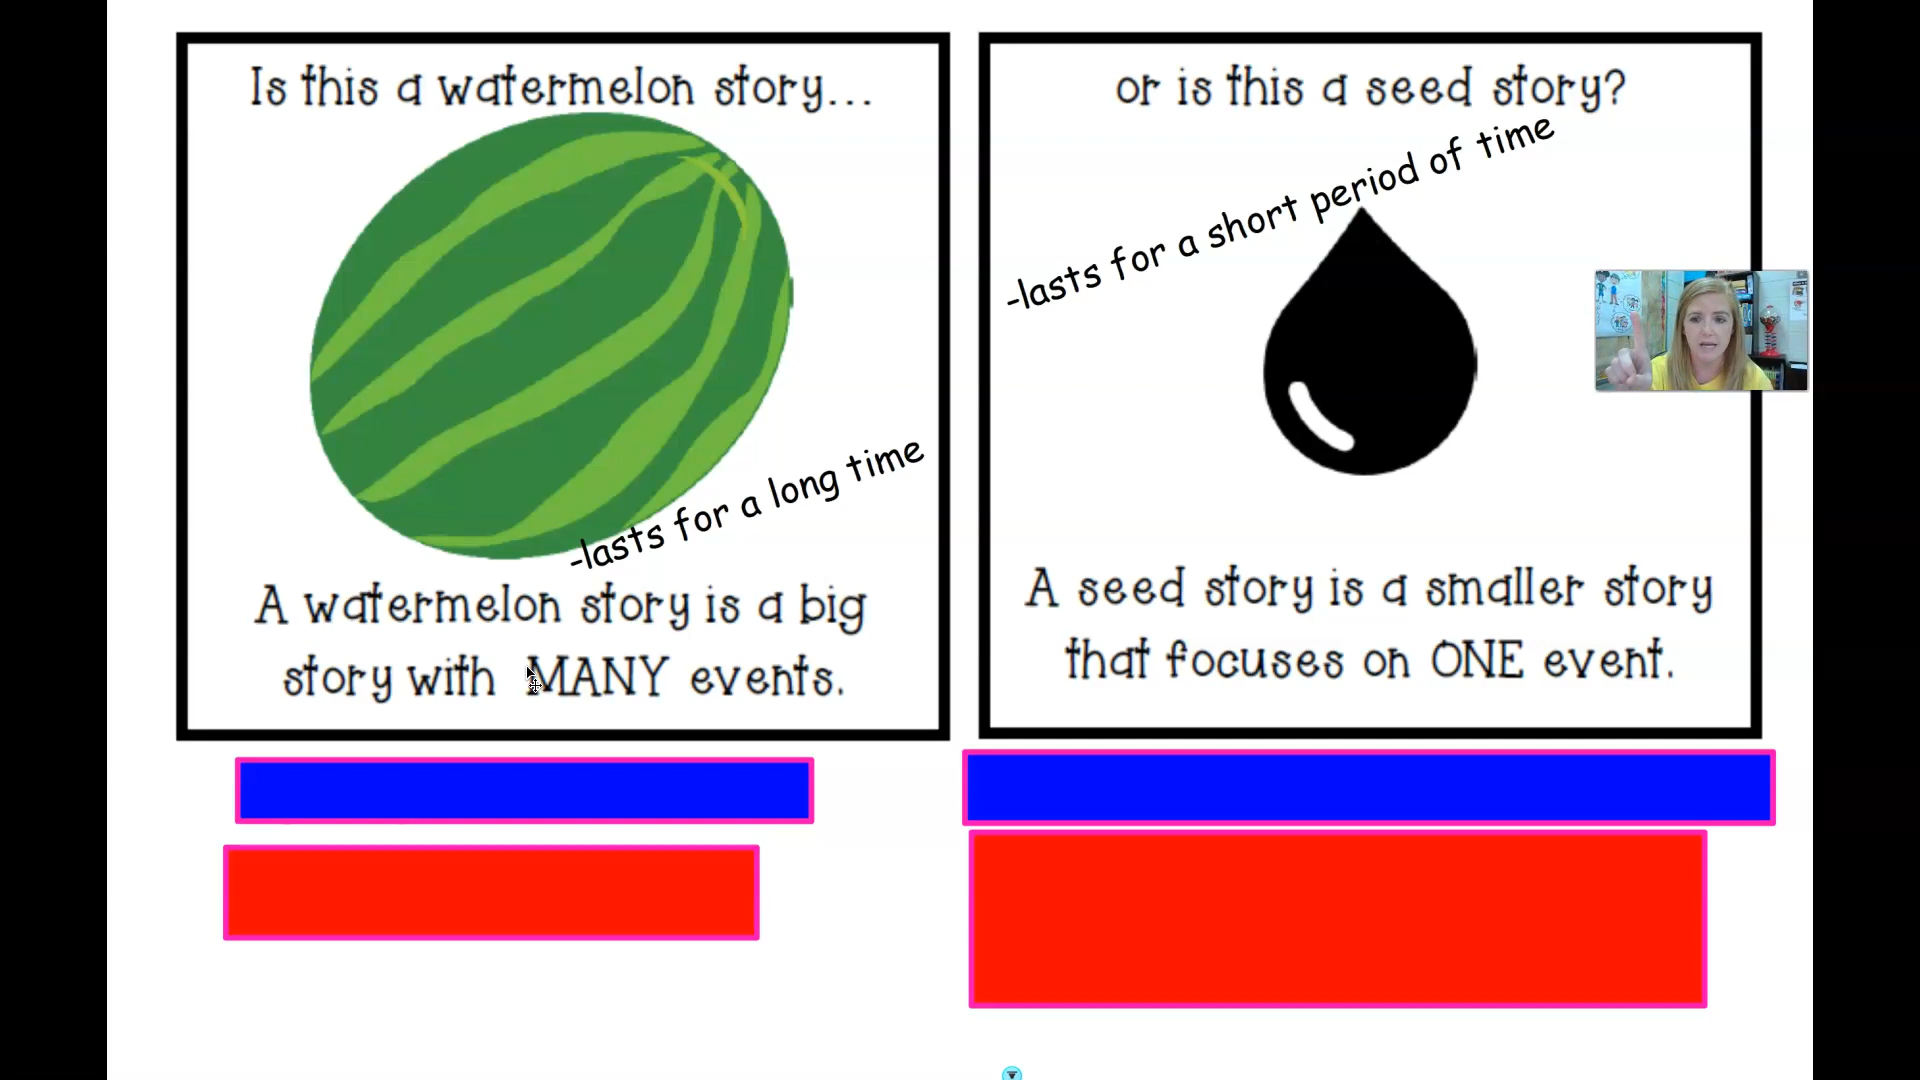 Is this a watermelon story...
-lasts for a long time
A watermelon story is a big
story with MANY events.
or is this a seed story?
-lasts for a short period of time
A seed story is a smaller story
that focuses on ONE event.